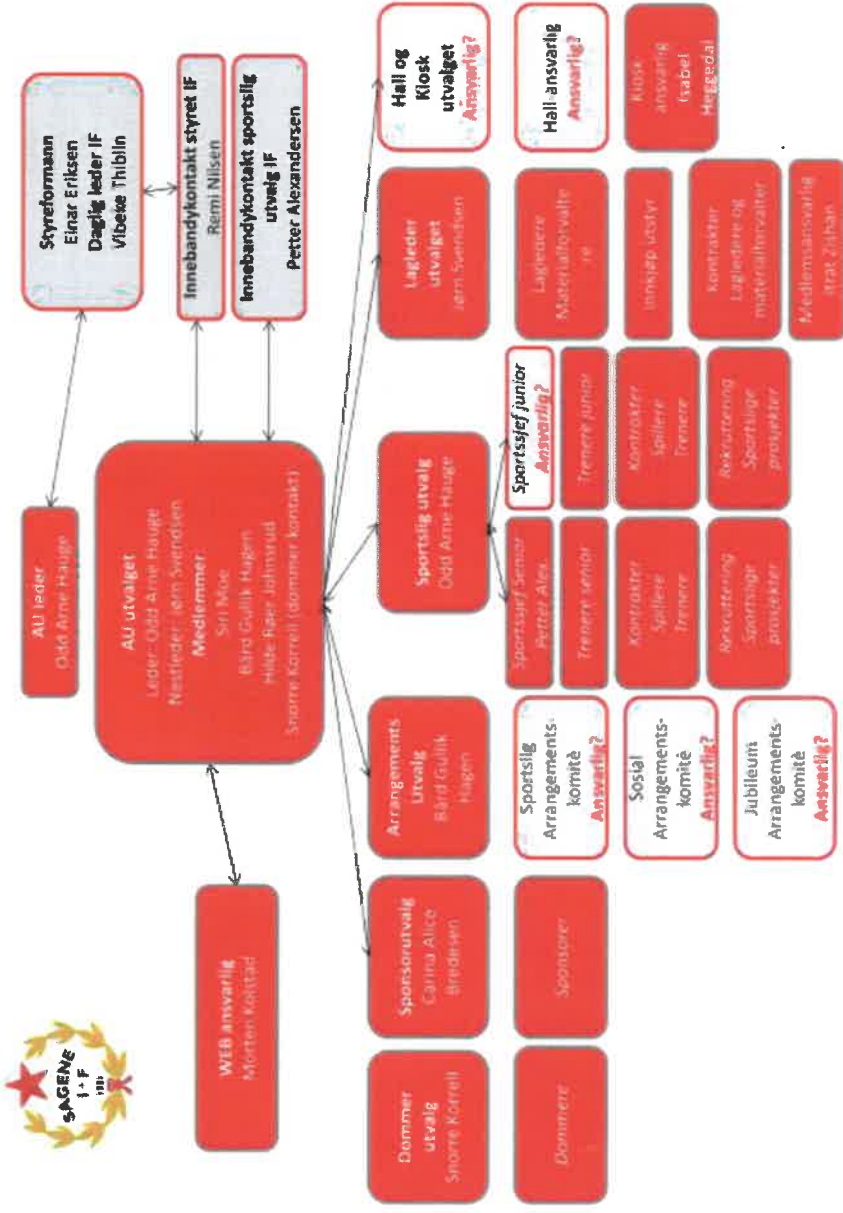 SAGENE
I + F
AU leder
Odd Arne Hauge
Styreformann
Einar Eriksen
Daglig leder IF
Vibeke Thiblin
WEB ansvarlig
Morten Kolstad
AU utvalget
Leder: Odd Arne Hauge
Nestleder: Jørn Svendsen
Medlemmer
Siri Moe
Bård Gullik Hagen
Hilde Røer Johnsrud
Snorre Korrell (dommer kontakt)
Innebandykontakt styret IF
Remi Nilsen
Innebandykontakt sportslig
utvalg IF
Petter Alexandersen
Dommer
utvalg
Snorre Korrell
Sponsorutvalg
Carina Alice
Bredesen
Arrangements
Utvalg
Bård Gullik
Hagen
Sportslig utvalg
Odd Arne Hauge
Lagleder
utvalget
Jørn Svendsen
Hall og
Kiosk
utvalget
Ansvarlig?
Dommere
Sponsorer
Sportslig
Arrangements-
komitè
Ansvarlig?
Sosial
Arrangements-
komitè
Ansvarlig?
Jubileum
Arrangements-
komitè
Ansvarlig?
Sportssjef Senior
Petter Alex.
Trenere senior
Kontrakter
Spillere
Trenere
Rekruttering
Sportslige
prosjekter
Sportssjef junior
Ansvarlig?
Trenere junior
Kontrakter
Spillere
Trenere
Rekruttering
Sportslige
prosjekter
Lagledere
Materialforvalte
re
Innkjøp utstyr
Kontrakter
Lagledere og
materialforvalter
Medlemsansvarlig
Hall-ansvarlig
Ansvarlig?
Kiosk
ansvarlig
Isabel
Heggedal